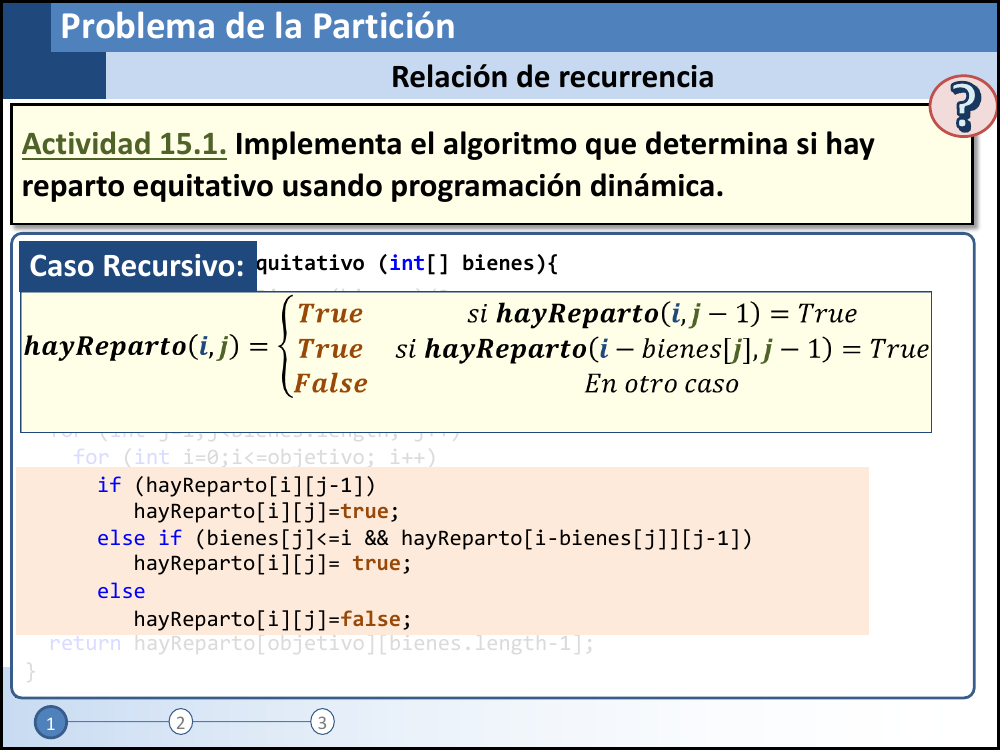 Problema de la Partición
Relación de recurrencia
?
Actividad 15.1. Implementa el algoritmo que determina si hay
reparto equitativo usando programación dinámica.
Caso Recursivo:
quitativo (int[] bienes){
True si hayReparto(i,j − 1) = True
hayReparto(i,j) = { True si hayReparto(i − bienes[j],j − 1) = True
False En otro caso
for (int j=1;j<bienes.length; j++)
for (int i=0;i<=objetivo; i++)
if (hayReparto[i][j-1])
hayReparto[i][j]=true;
else if (bienes[j]<=i && hayReparto[i-bienes[j]][j-1])
hayReparto[i][j]= true;
else
hayReparto[i][j]=false;
return hayReparto[objetivo][bienes.length-1];
}
1 2 3